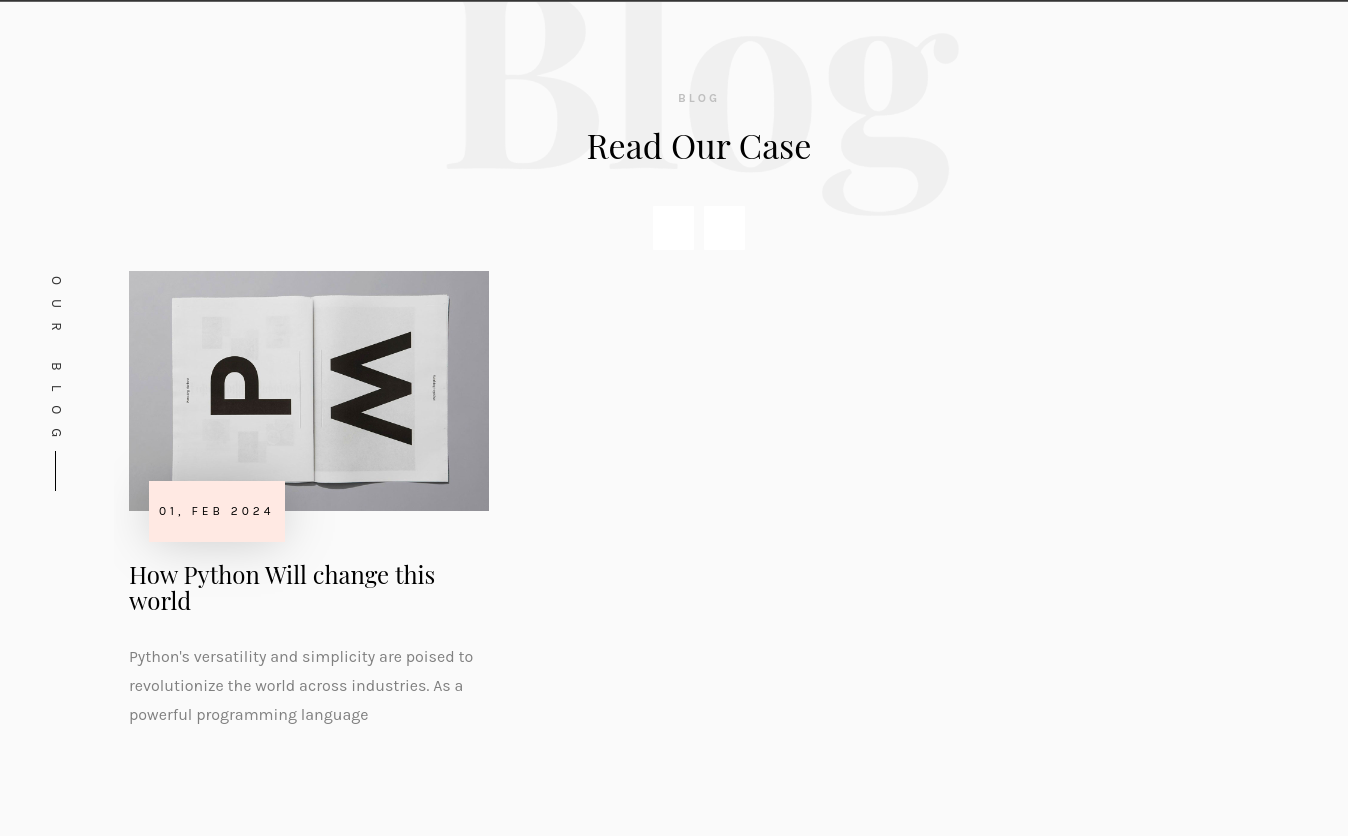 Blog
BLOG
Read Our Case
OUR BLOG
P
W
01, FEB 2024
How Python Will change this
world
Python's versatility and simplicity are poised to
revolutionize the world across industries. As a
powerful programming language